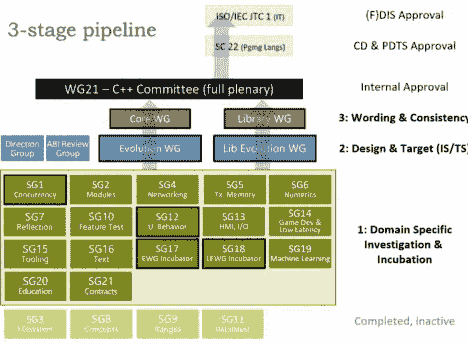 3-stage pipeline
ISO/IEC JTC 1 (IT)
(F)DIS Approval
SC 22 (Pgmg Langs)
CD & PDTS Approval
WG21 – C++ Committee (full plenary)
Internal Approval
Core WG
Library WG
3: Wording & Consistency
Direction
Group
ABI Review
Group
Evolution WG
Lib Evolution WG
2: Design & Target (IS/TS)
SG1
Concurrency
SG2
Modules
SG4
Networking
SG5
Tx. Memory
SG6
Numerics
SG7
Reflection
SG10
Feature Test
SG12
U. Behavior
SG13
HMI, I/O
SG14
Game Dev &
Low Latency
1: Domain Specific
Investigation &
Incubation
SG15
Tooling
SG16
Text
SG17
EWG Incubator
SG18
LEWG Incubator
SG19
Machine Learning
SG20
Education
SG21
Contracts
SG3
SG8
Concepts
SG9
Ranges
SG11
Completed, inactive